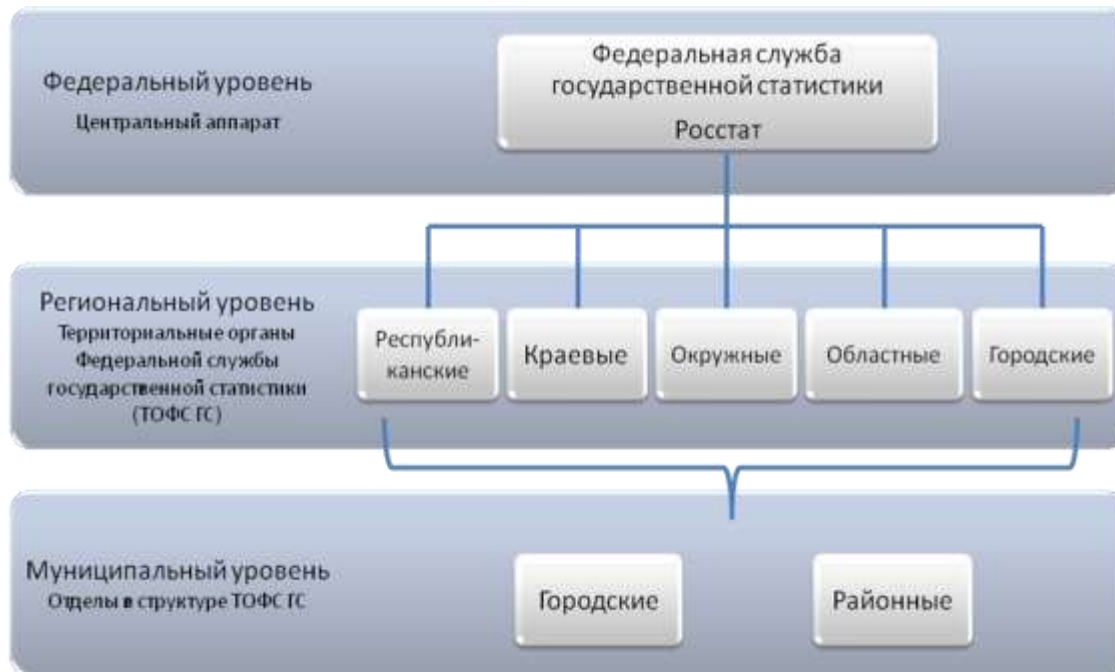 Федеральный уровень
Центральный аппарат
Федеральная служба
государственной статистики
Росстат
Региональный уровень
Территориальные органы
Федеральной службы
государственной статистики
(ТОФС ГС)
Республи-
канские
Краевые
Окружные
Областные
Городские
Муниципальный уровень
Отделы в структуре ТОФС ГС
Городские
Районные